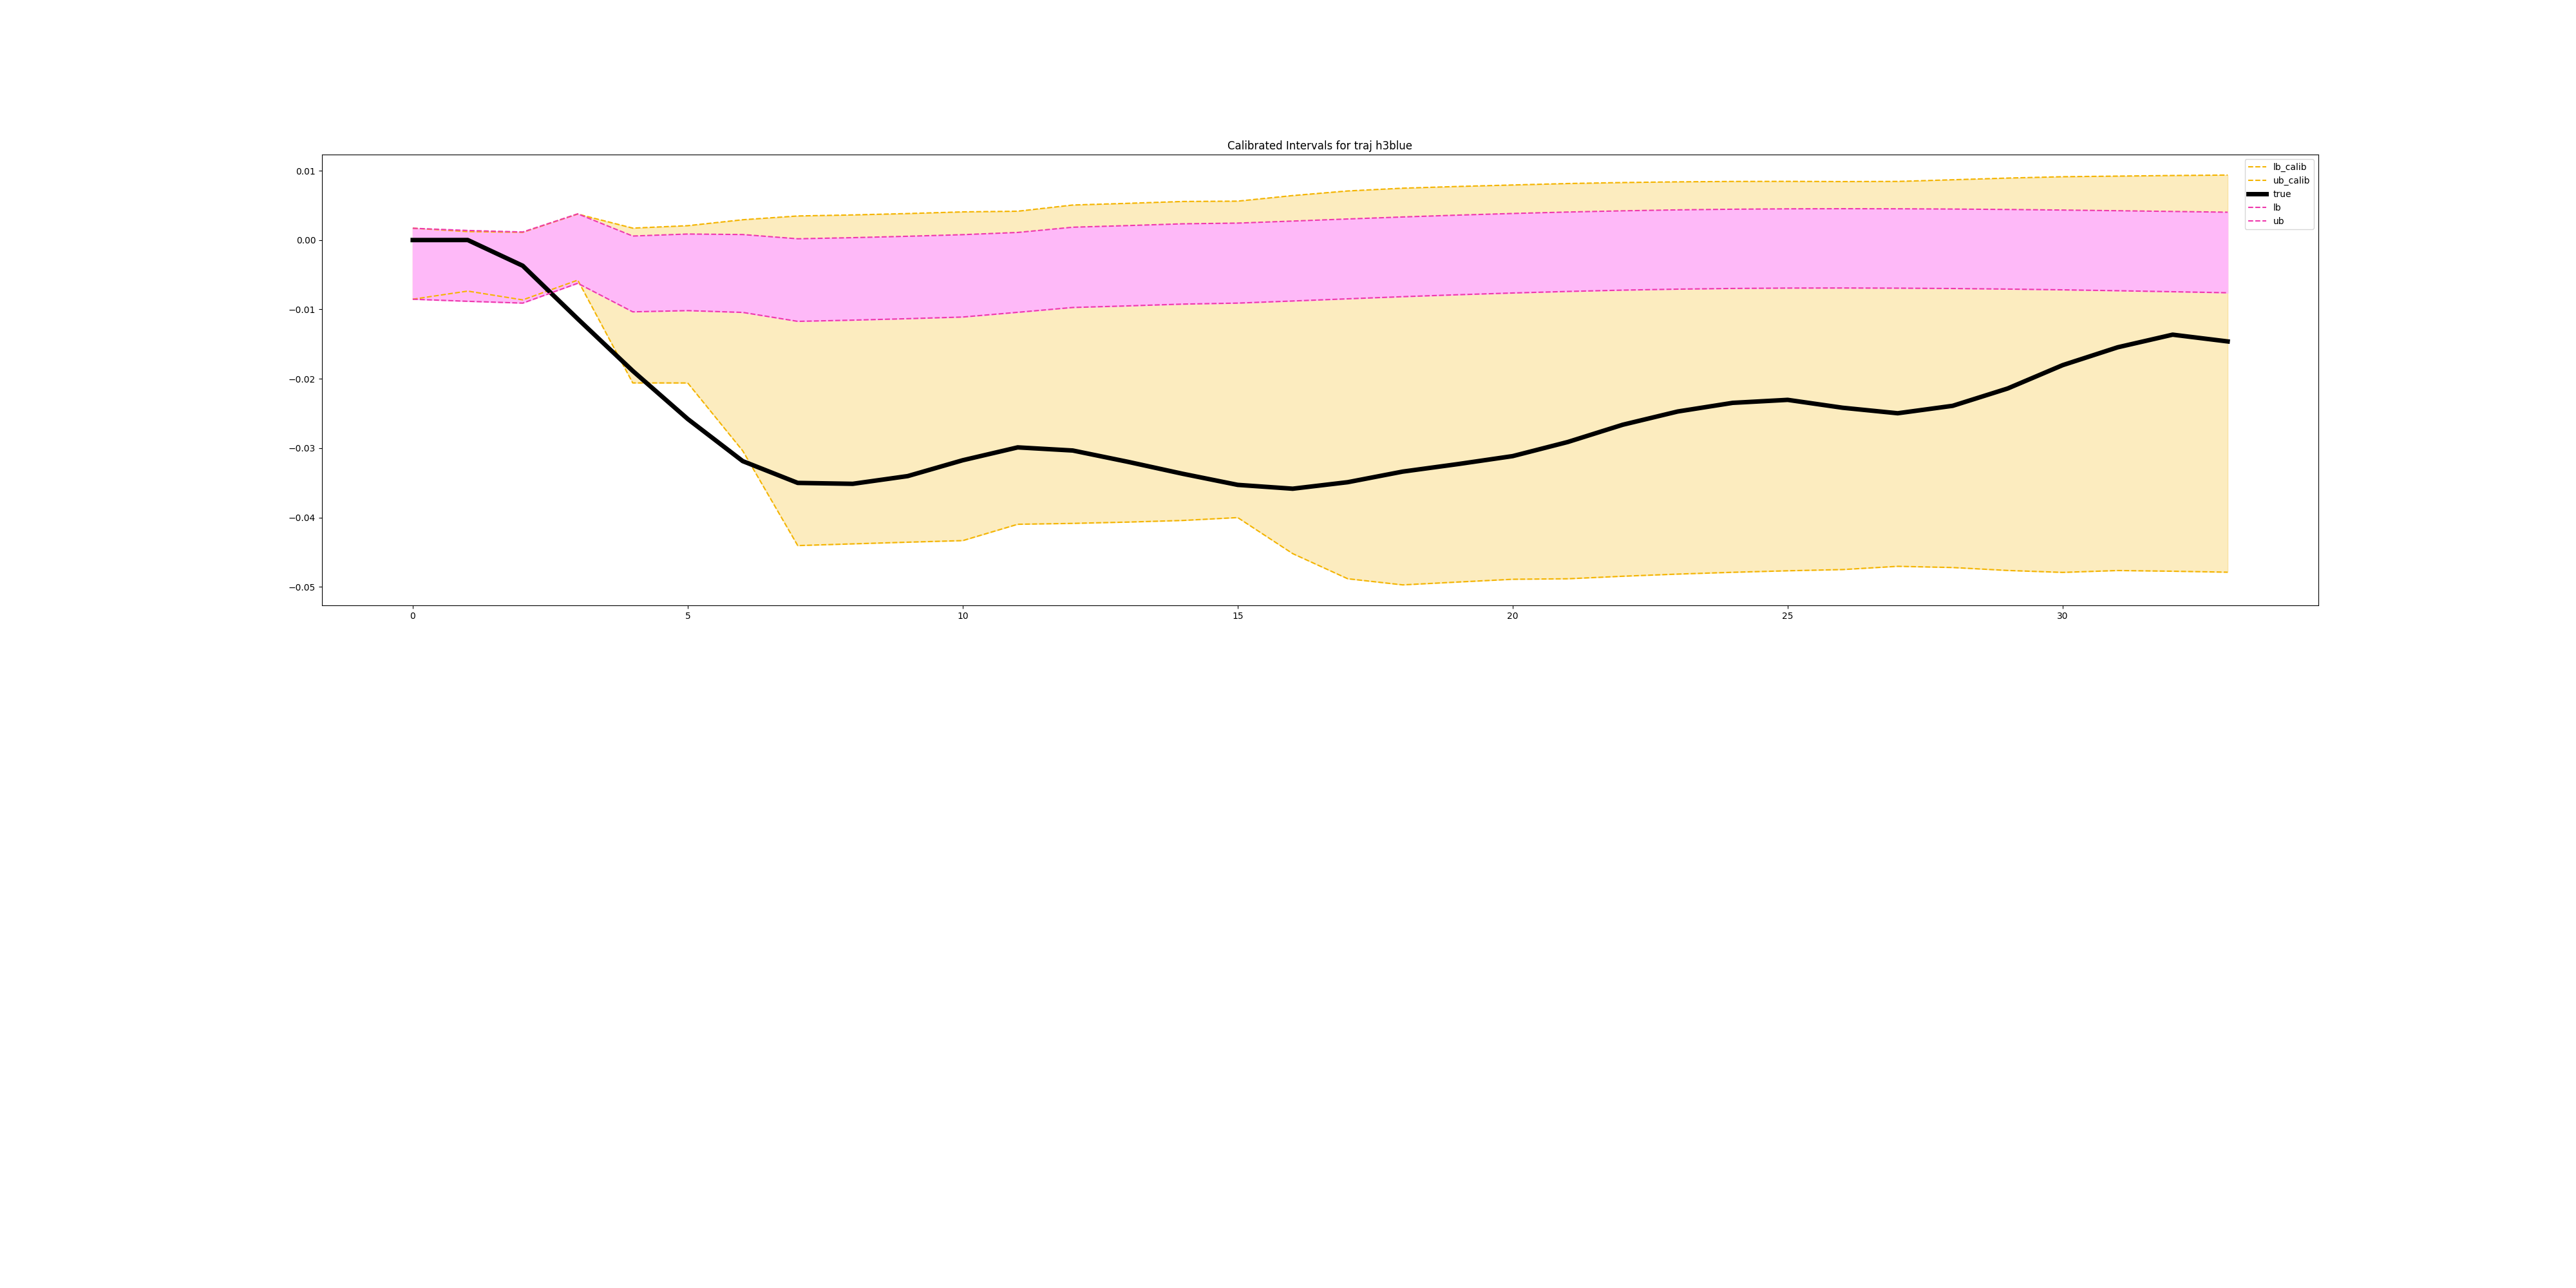 Calibrated Intervals for traj h3blue
0.01
0.00
−0.01
−0.02
−0.03
−0.04
−0.05
0 5 10 15 20 25 30
lb_calib
ub_calib
true
lb
ub